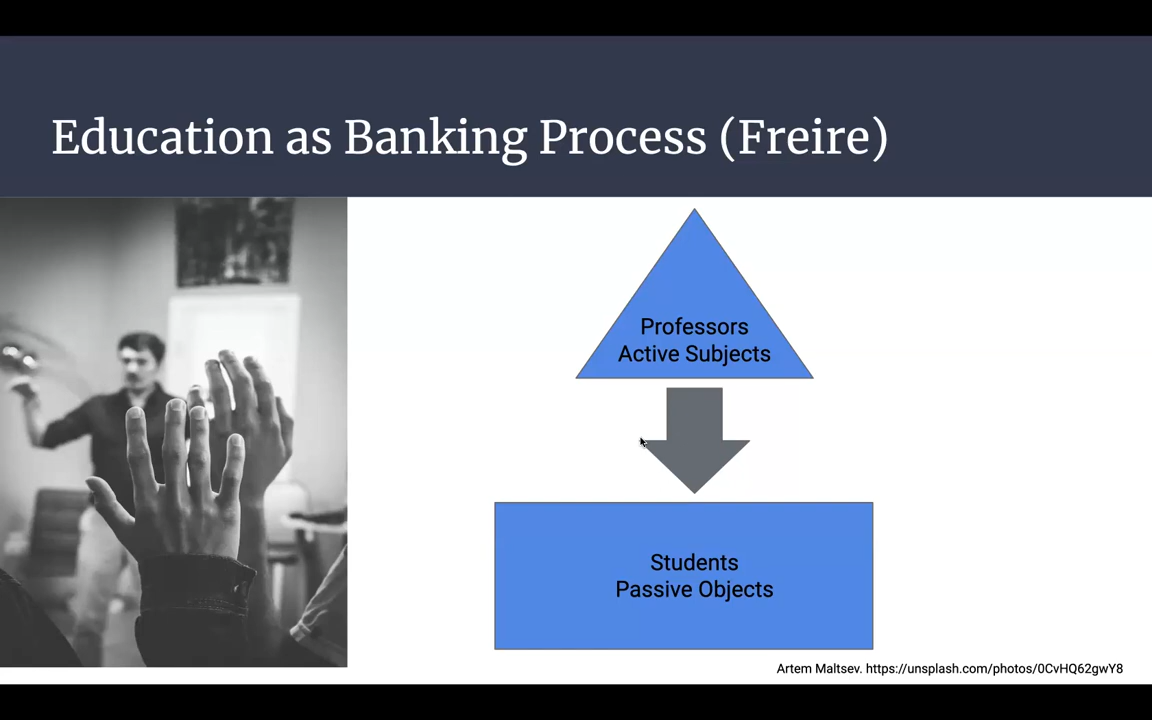 Education as Banking Process (Freire)
Professors
Active Subjects
Students
Passive Objects
Artem Maltsev. https://unsplash.com/photos/0CvHQ62gwY8